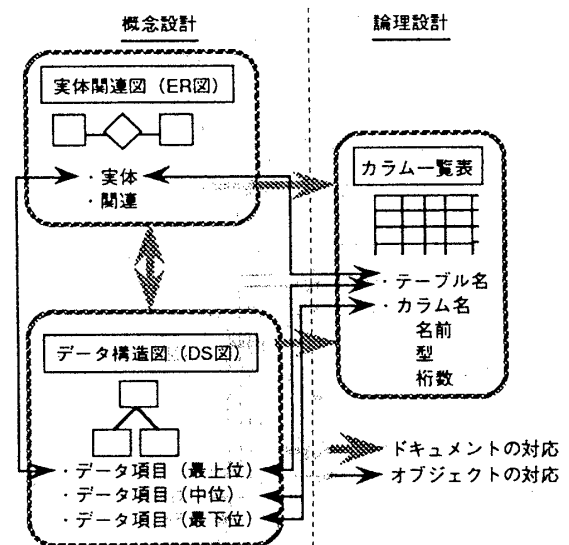 概念設計
論理設計
実体関連図（ER図）
・実体
・関連
データ構造図（DS図）
・データ項目（最上位）
・データ項目（中位）
・データ項目（最下位）
カラム一覧表
・テーブル名
・カラム名
名前
型
桁数
ドキュメントの対応
オブジェクトの対応